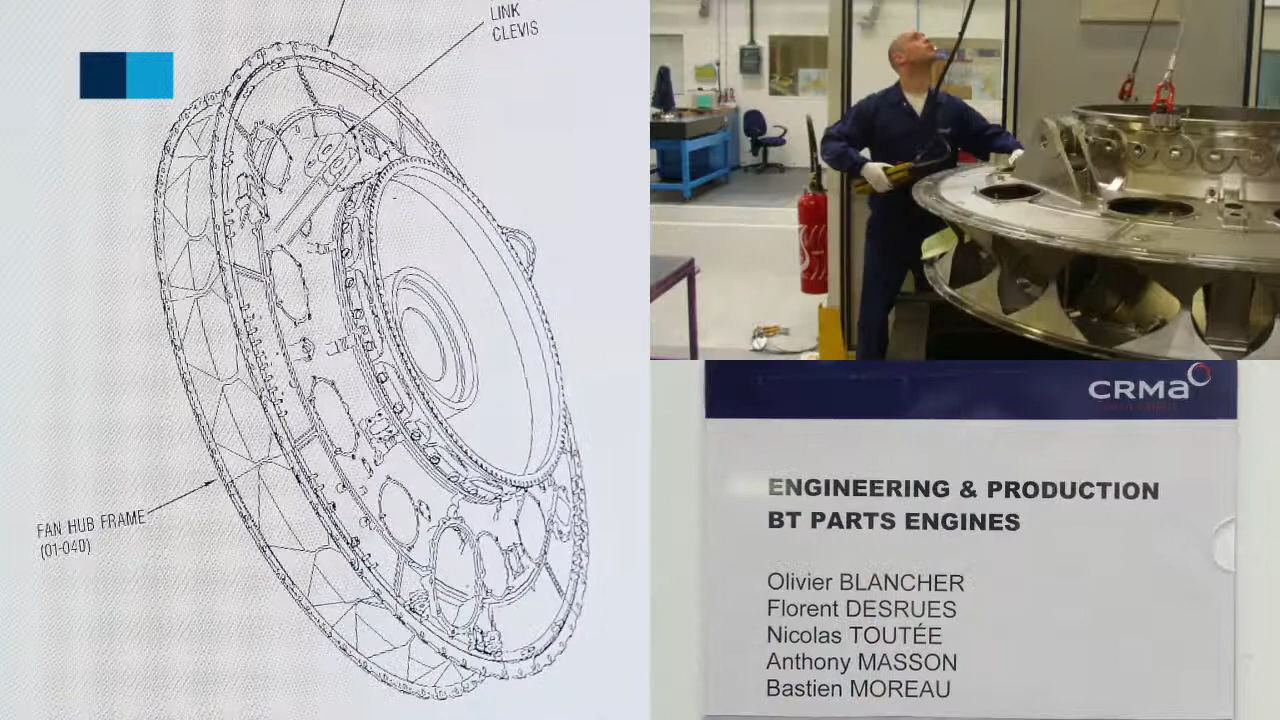 LINK
CLEVIS
FAN HUB FRAME
(01-040)
CRMa
ENGINEERING & PRODUCTION
BT PARTS ENGINES
Olivier BLANCHER
Florent DESRUES
Nicolas TOUTÉE
Anthony MASSON
Bastien MOREAU